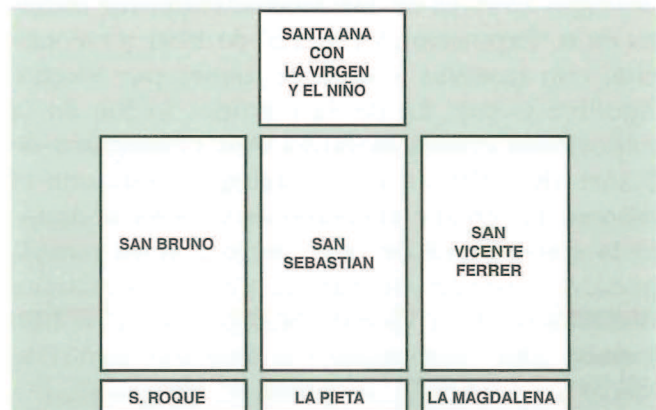 SANTA ANA
CON
LA VIRGEN
Y EL NIÑO
SAN BRUNO
SAN
SEBASTIAN
SAN
VICENTE
FERRER
S. ROQUE
LA PIETA
LA MAGDALENA